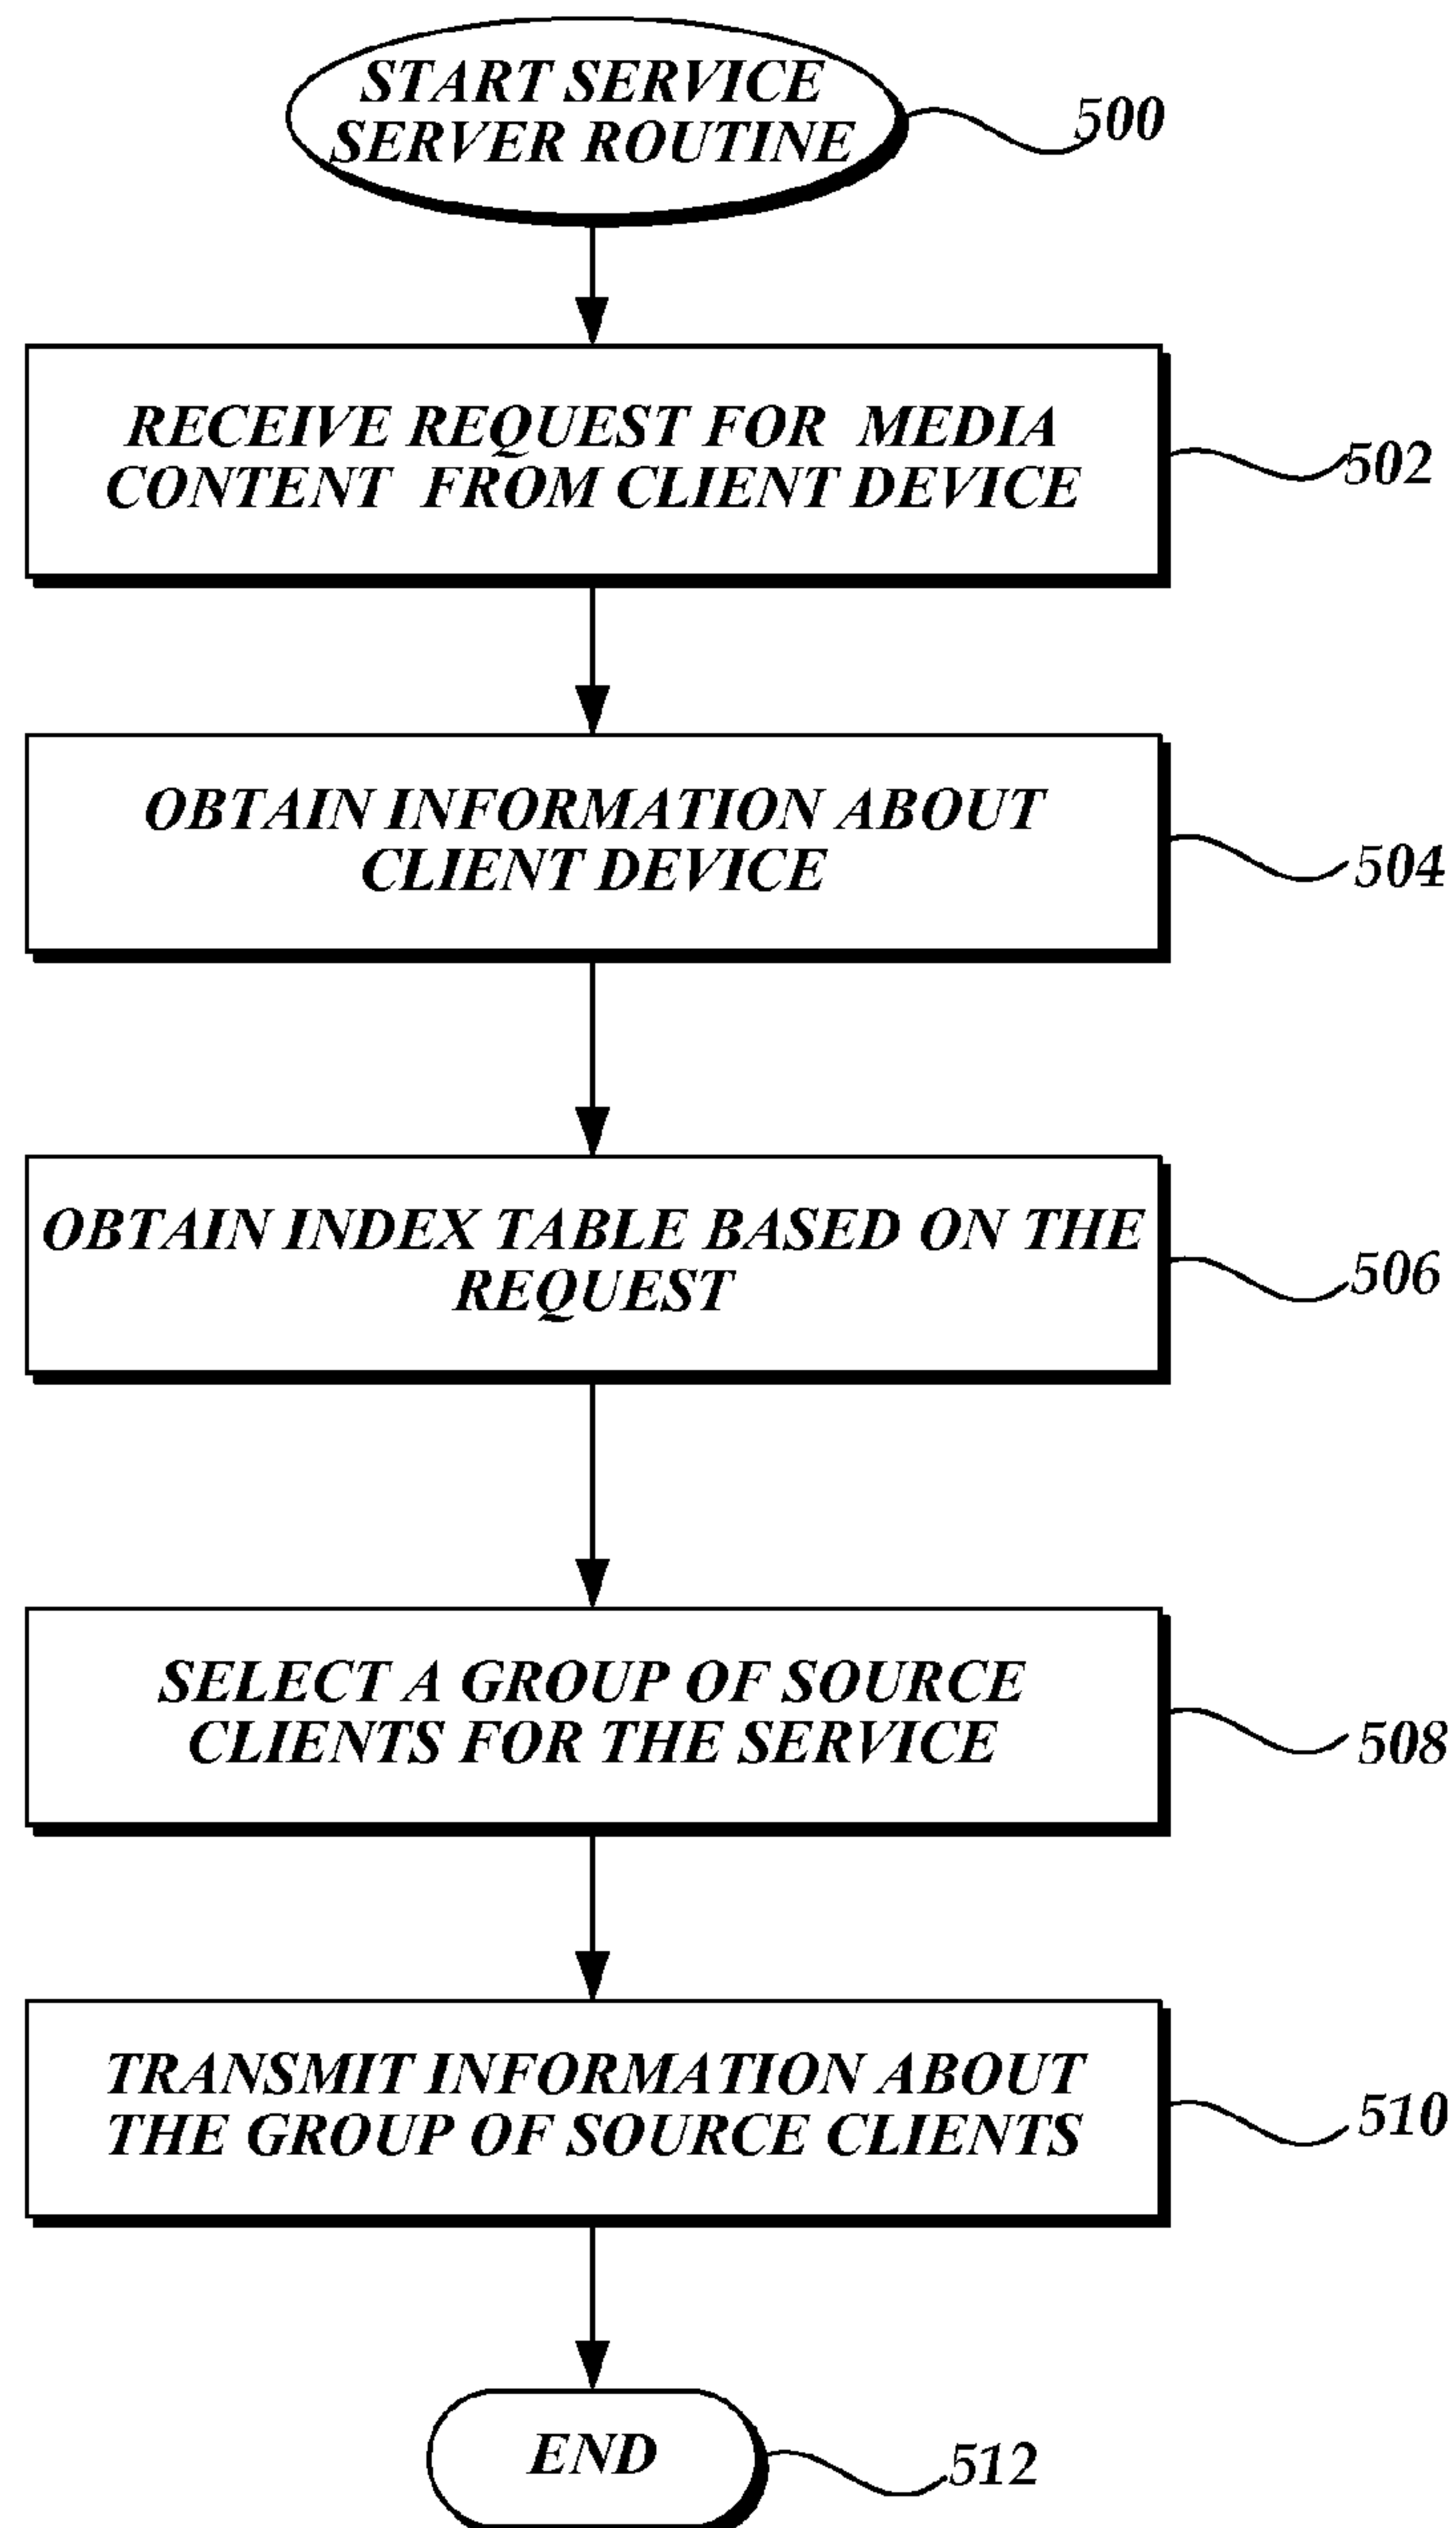 START SERVICE
SERVER ROUTINE
500
RECEIVE REQUEST FOR MEDIA
CONTENT FROM CLIENT DEVICE
502
OBTAIN INFORMATION ABOUT
CLIENT DEVICE
504
OBTAIN INDEX TABLE BASED ON THE
REQUEST
506
SELECT A GROUP OF SOURCE
CLIENTS FOR THE SERVICE
508
TRANSMIT INFORMATION ABOUT
THE GROUP OF SOURCE CLIENTS
510
END
512